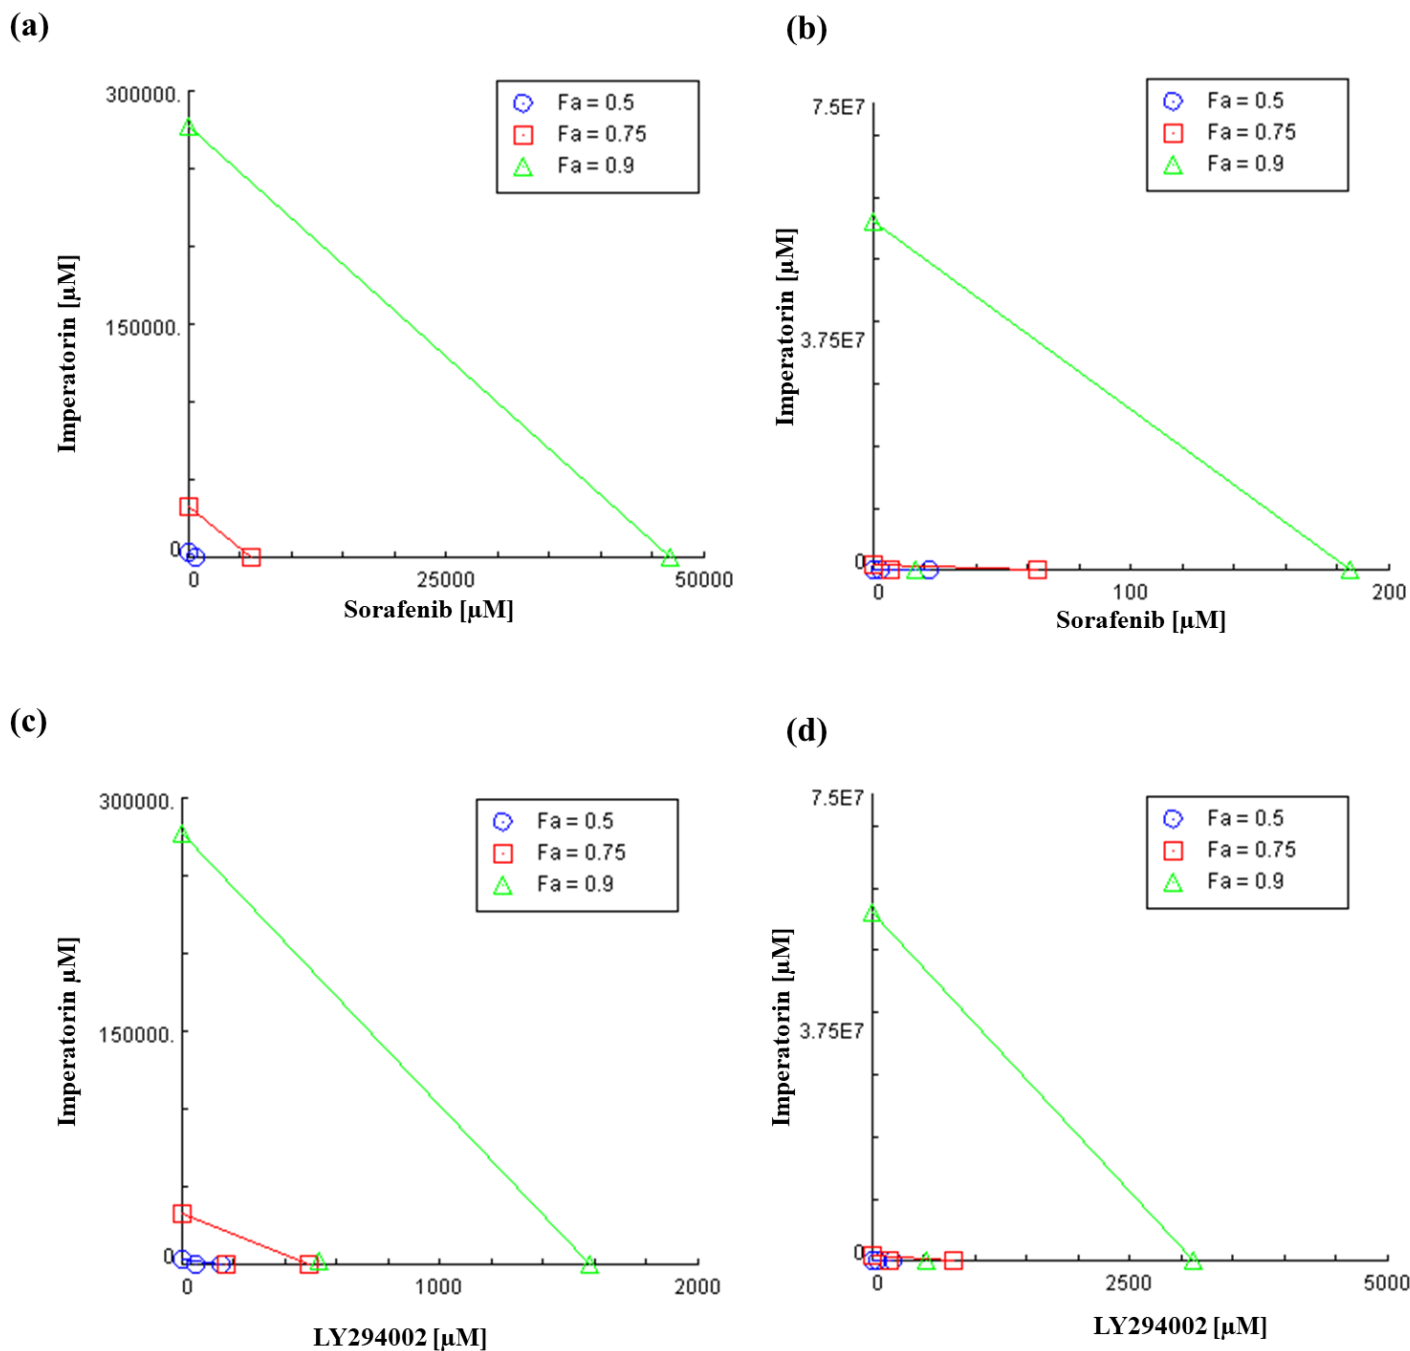 (a)
300000.
150000.
0
0
25000
50000
Imperatorin [μM]
Sorafenib [μM]
Fa = 0.5
Fa = 0.75
Fa = 0.9
(b)
7.5E7
3.75E7
0
0
100
200
Imperatorin [μM]
Sorafenib [μM]
Fa = 0.5
Fa = 0.75
Fa = 0.9
(c)
300000.
150000.
0
0
1000
2000
Imperatorin μM]
LY294002 [μM]
Fa = 0.5
Fa = 0.75
Fa = 0.9
(d)
7.5E7
3.75E7
0
0
2500
5000
Imperatorin [μM]
LY294002 [μM]
Fa = 0.5
Fa = 0.75
Fa = 0.9